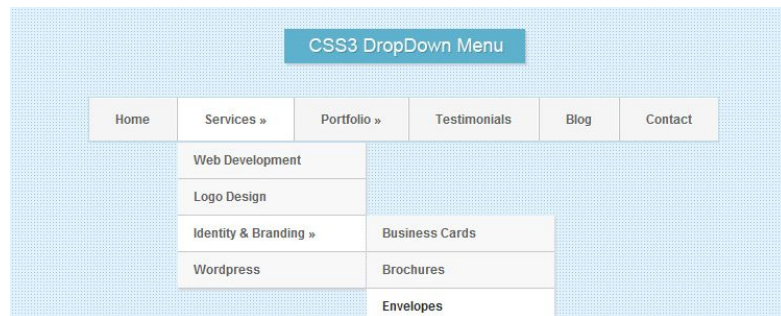 CSS3 DropDown Menu
Home Services » Portfolio » Testimonials Blog Contact
Web Development
Logo Design
Identity & Branding » Business Cards
Wordpress Brochures
Envelopes